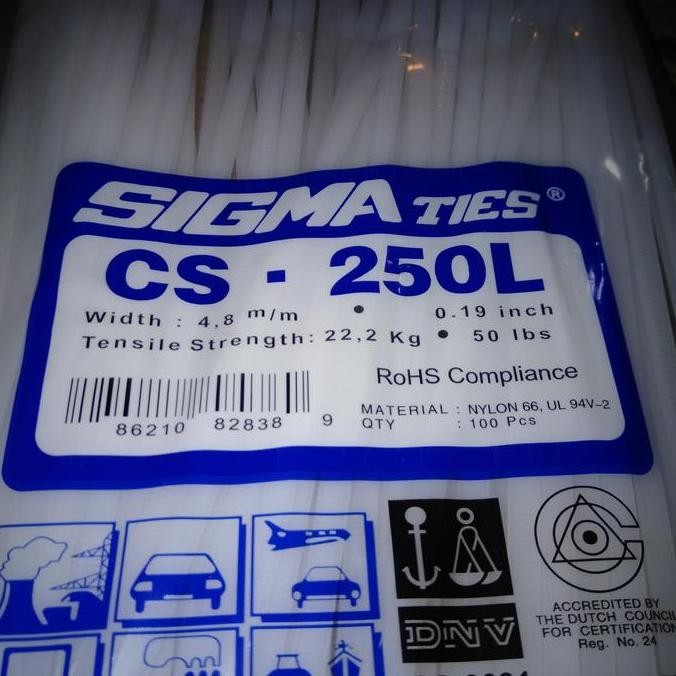 SIGMA TIES ®
CS - 250L
Width : 4,8 m/m • 0.19 inch
Tensile Strength: 22,2 Kg • 50 lbs
RoHS Compliance
MATERIAL : NYLON 66, UL 94V-2
QTY : 100 Pcs
86210 82838 9
DNV
ACCREDITED BY
THE DUTCH COUNCIL
FOR CERTIFICATION
Reg. No. 24